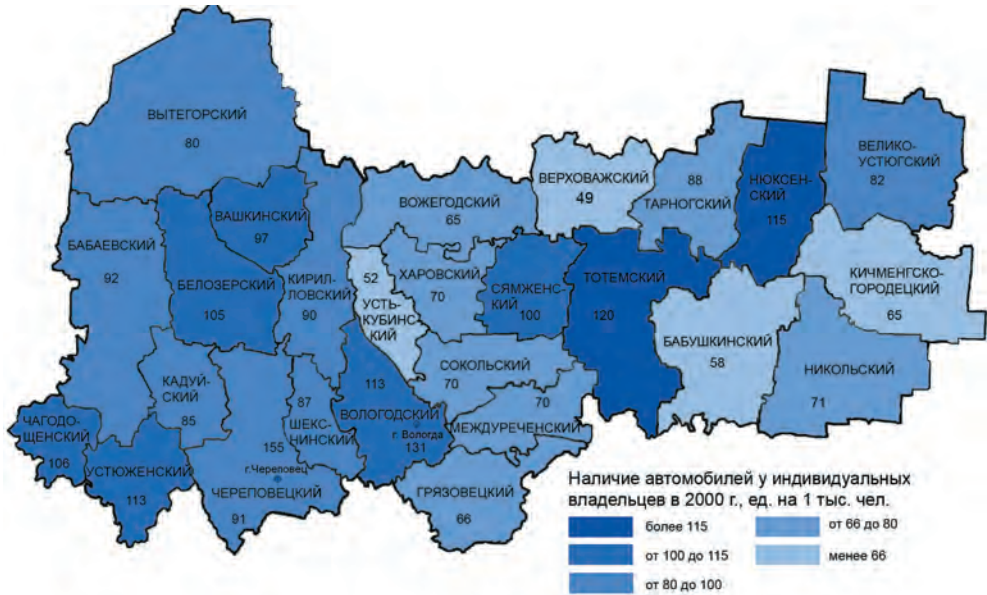 ВЫТЕГОРСКИЙ
80
ВЕРХОВАЖСКИЙ
49
88
ТАРНОГСКИЙ
НЮКСЕН-
СКИЙ
115
ВЕЛИКО-
УСТЮГСКИЙ
82
ВАШКИНСКИЙ
97
ВОЖЕГОДСКИЙ
65
БАБАЕВСКИЙ
92
БЕЛОЗЕРСКИЙ
105
КИРИЛ-
ЛОВСКИЙ
90
52
УСТЬ-
КУБИНСКИЙ
ХАРОВСКИЙ
70
СЯМЖЕН-
СКИЙ
100
ТОТЕМСКИЙ
120
КИЧМЕНГСКО-
ГОРОДЕЦКИЙ
65
БАБУШКИНСКИЙ
58
НИКОЛЬСКИЙ
71
КАДУЙ-
СКИЙ
85
СОКОЛЬСКИЙ
70
70
МЕЖДУРЕЧЕНСКИЙ
87
ШЕКС-
НИНСКИЙ
113
ВОЛОГОДСКИЙ
г. Вологда
131
ЧАГОДО-
ЩЕНСКИЙ
106
УСТЮЖЕНСКИЙ
113
155
г.Череповец
ЧЕРЕПОВЕЦКИЙ
91
ГРЯЗОВЕЦКИЙ
66
Наличие автомобилей у индивидуальных
владельцев в 2000 г., ед. на 1 тыс. чел.
более 115
от 100 до 115
от 80 до 100
от 66 до 80
менее 66